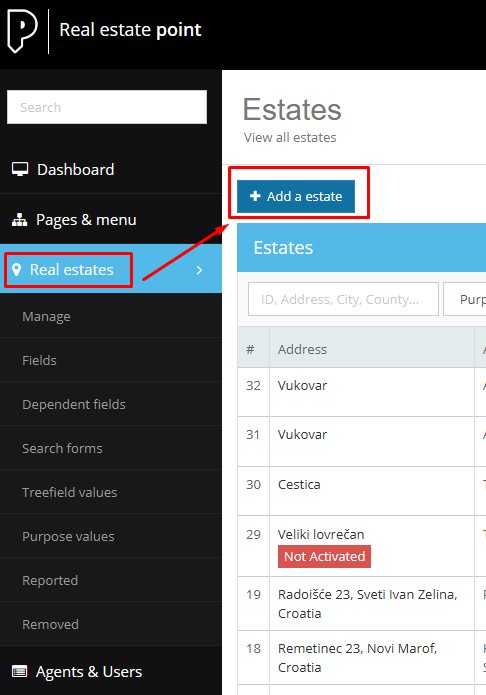 Real estate point
Search
Dashboard
Pages & menu
Real estates
Manage
Fields
Dependent fields
Search forms
Treefield values
Purpose values
Reported
Removed
Agents & Users
Estates
View all estates
Add a estate
Estates
ID, Address, City, County...
# Address
32 Vukovar
31 Vukovar
30 Cestica
29 Veliki lovrečan
Not Activated
19 Radoišće 23, Sveti Ivan Zelina,
Croatia
18 Remetinec 23, Novi Marof,
Croatia